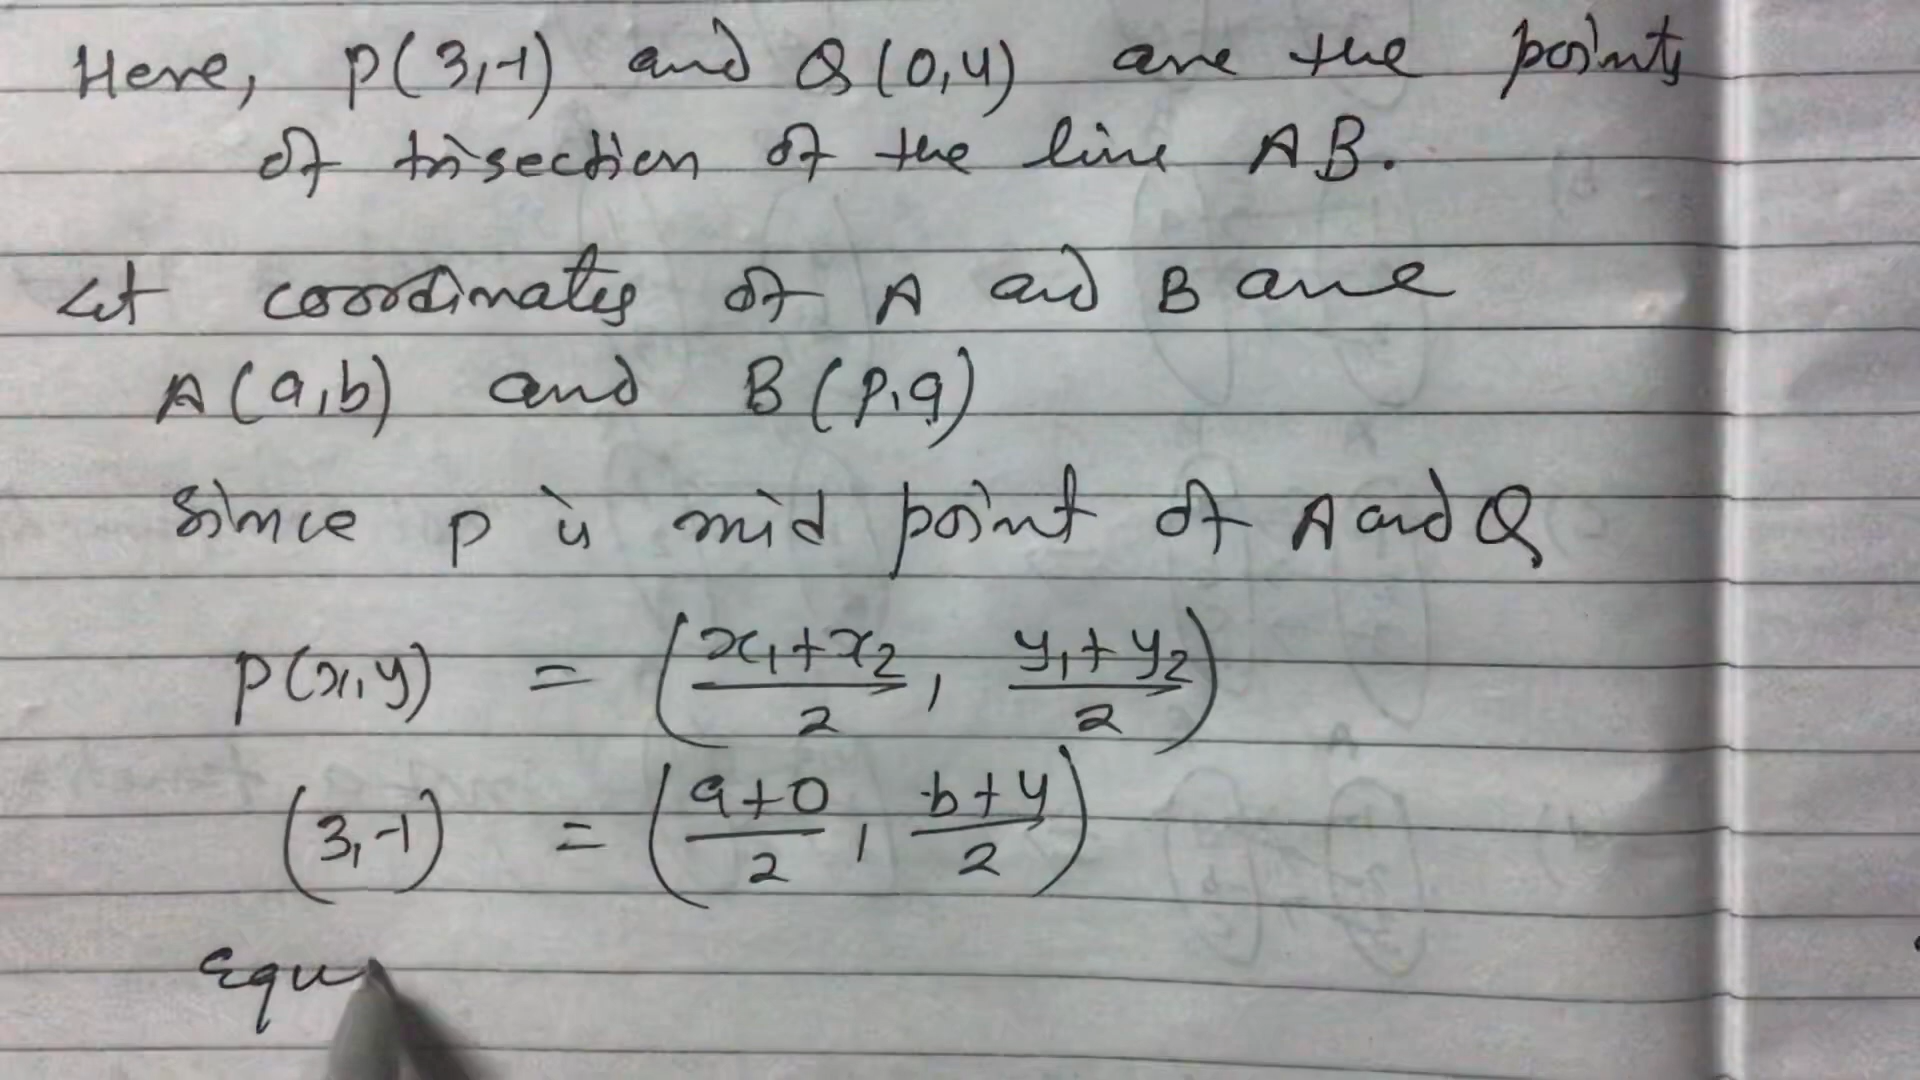 Here, P(3,-1) and Q(0,4) are the points
of trisection of the line AB.
Let coordinates of A and B are
A(a,b) and B(p,q)
Since P is mid point of A and Q
P(x,y) = (x₁+x₂/2, y₁+y₂/2)
(3,-1) = (a+0/2, b+4/2)
Equ